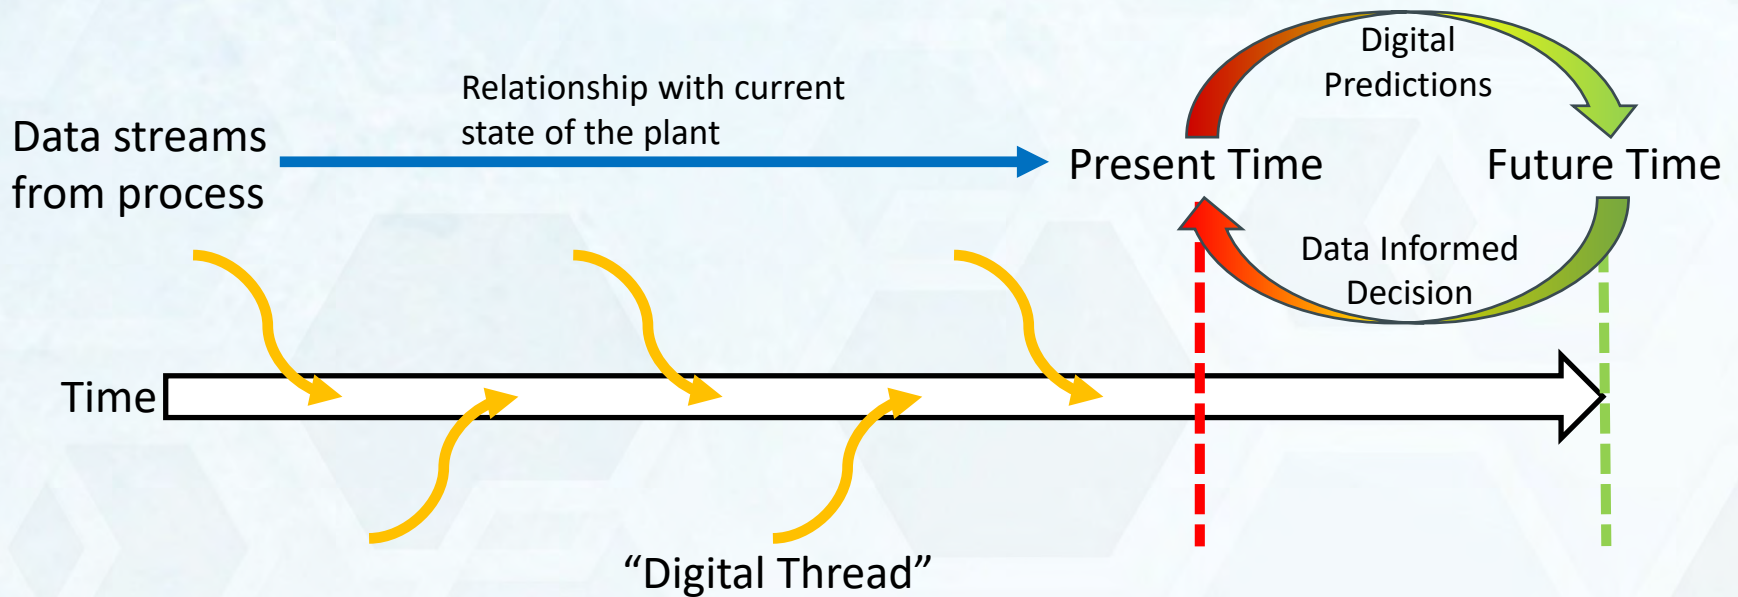 Digital
Predictions
Relationship with current
state of the plant
Data streams
from process
Present Time
Future Time
Data Informed
Decision
Time
“Digital Thread”